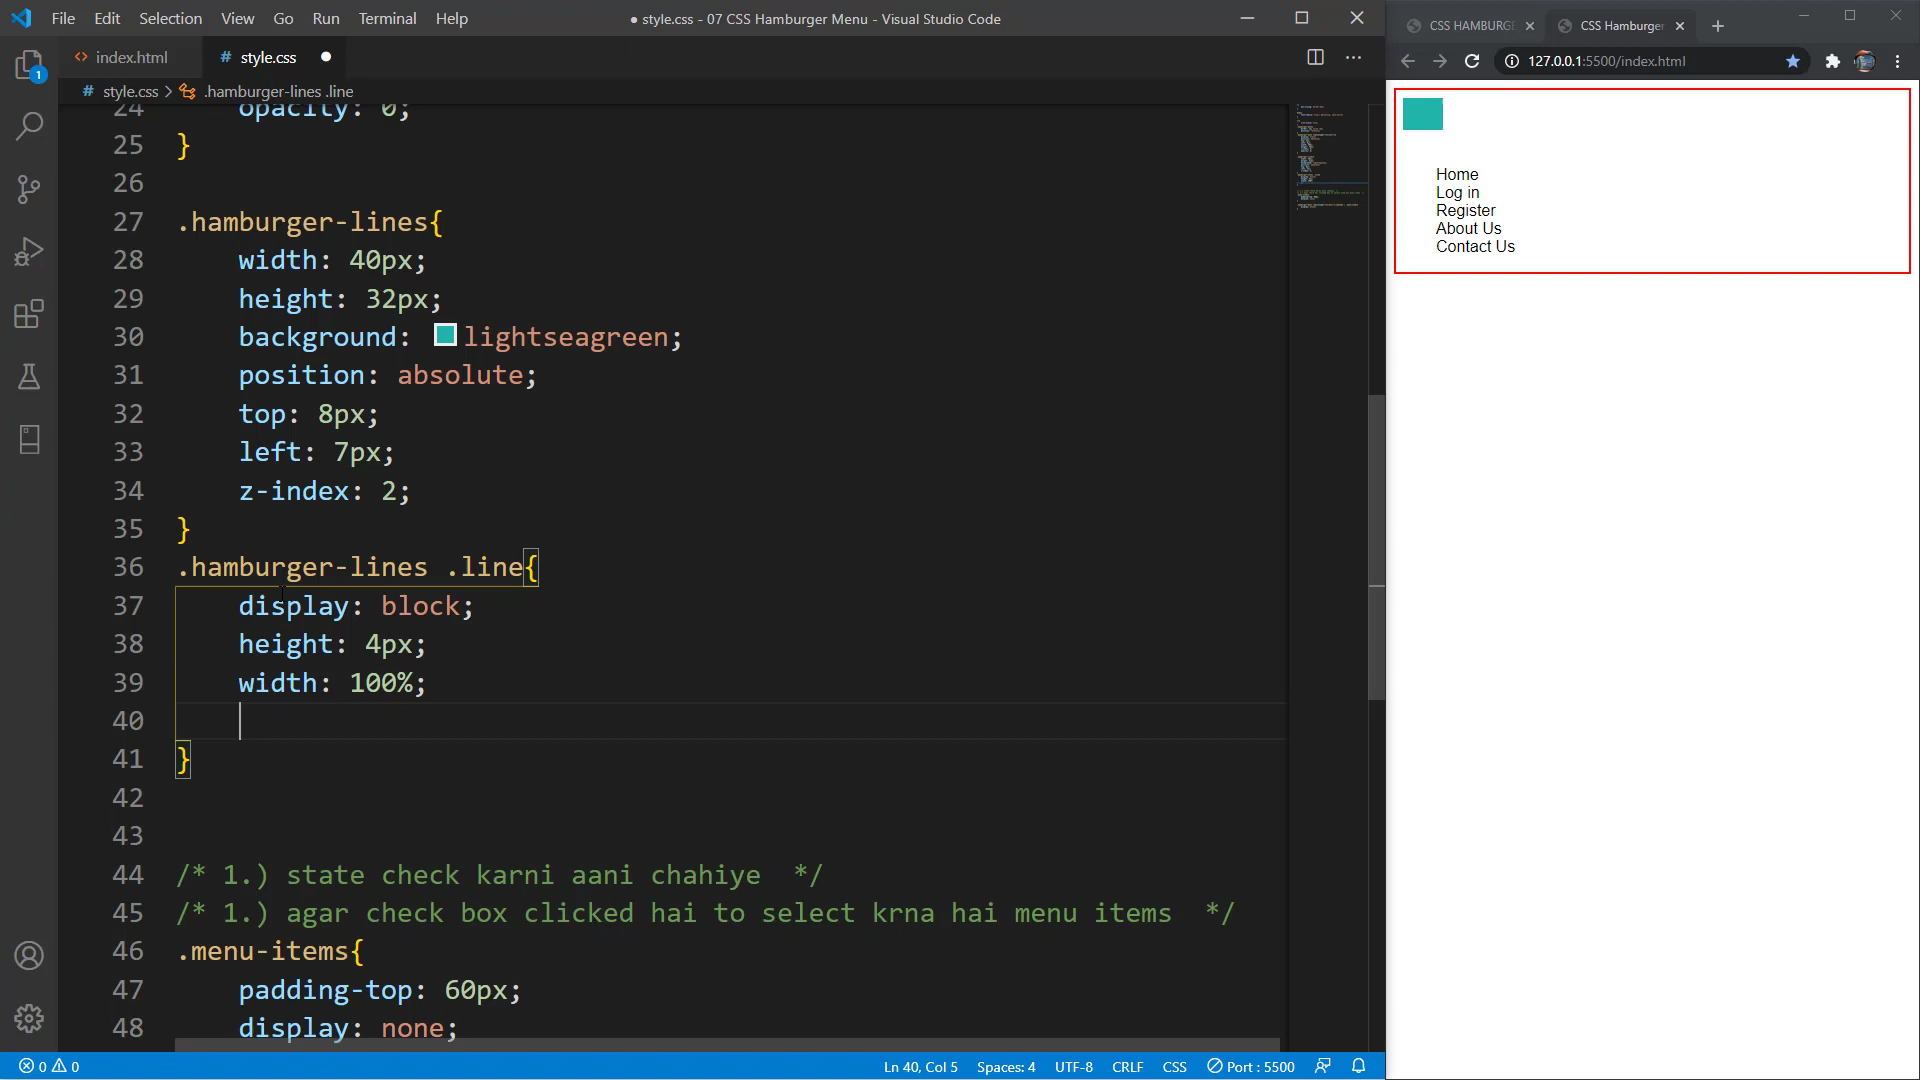 File Edit Selection View Go Run Terminal Help
● style.css - 07 CSS Hamburger Menu - Visual Studio Code
index.html
# style.css
# style.css > .hamburger-lines .line
24 opacity: 0;
25 }
26
27 .hamburger-lines{
28 width: 40px;
29 height: 32px;
30 background: lightseagreen;
31 position: absolute;
32 top: 8px;
33 left: 7px;
34 z-index: 2;
35 }
36 .hamburger-lines .line{
37 display: block;
38 height: 4px;
39 width: 100%;
40
41 }
42
43
44 /* 1.) state check karni aani chahiye */
45 /* 1.) agar check box clicked hai to select krna hai menu items */
46 .menu-items{
47 padding-top: 60px;
48 display: none;
1
0 0 Ln 40, Col 5 Spaces: 4 UTF-8 CRLF CSS Port : 5500
CSS HAMBURGE
CSS Hamburger
127.0.0.1:5500/index.html
Home
Log in
Register
About Us
Contact Us